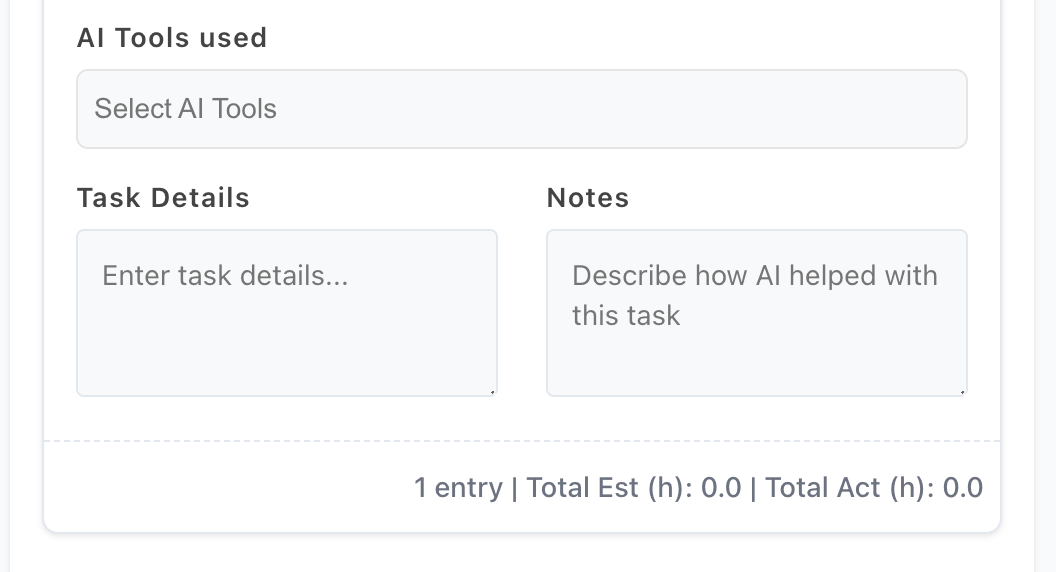 AI Tools used
Select AI Tools
Task Details
Notes
Enter task details...
Describe how AI helped with
this task
1 entry | Total Est (h): 0.0 | Total Act (h): 0.0